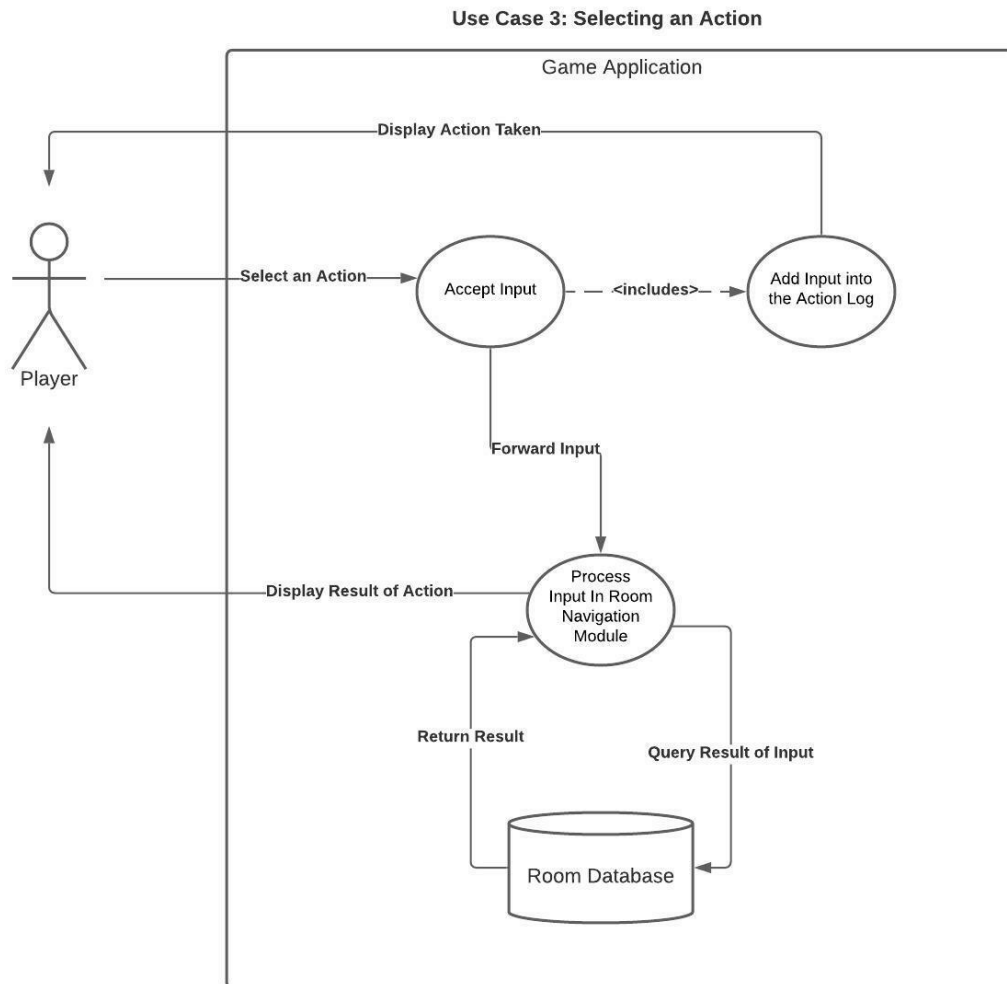 Use Case 3: Selecting an Action
Game Application
Display Action Taken
Select an Action
Accept Input
<includes>
Add Input into
the Action Log
Player
Forward Input
Process
Input In Room
Navigation
Module
Display Result of Action
Return Result
Query Result of Input
Room Database